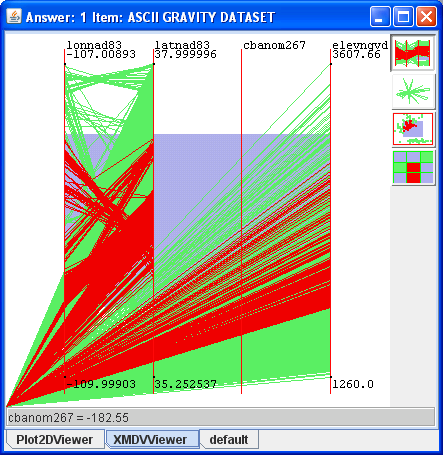 Answer: 1 Item: ASCII GRAVITY DATASET
lonnad83 latnad83 cbanom267 elevngvd
-107.00893 37.999996 3607.66
-109.99903 35.252537 1260.0
cbanom267 = -182.55
Plot2DViewer XMDVViewer default